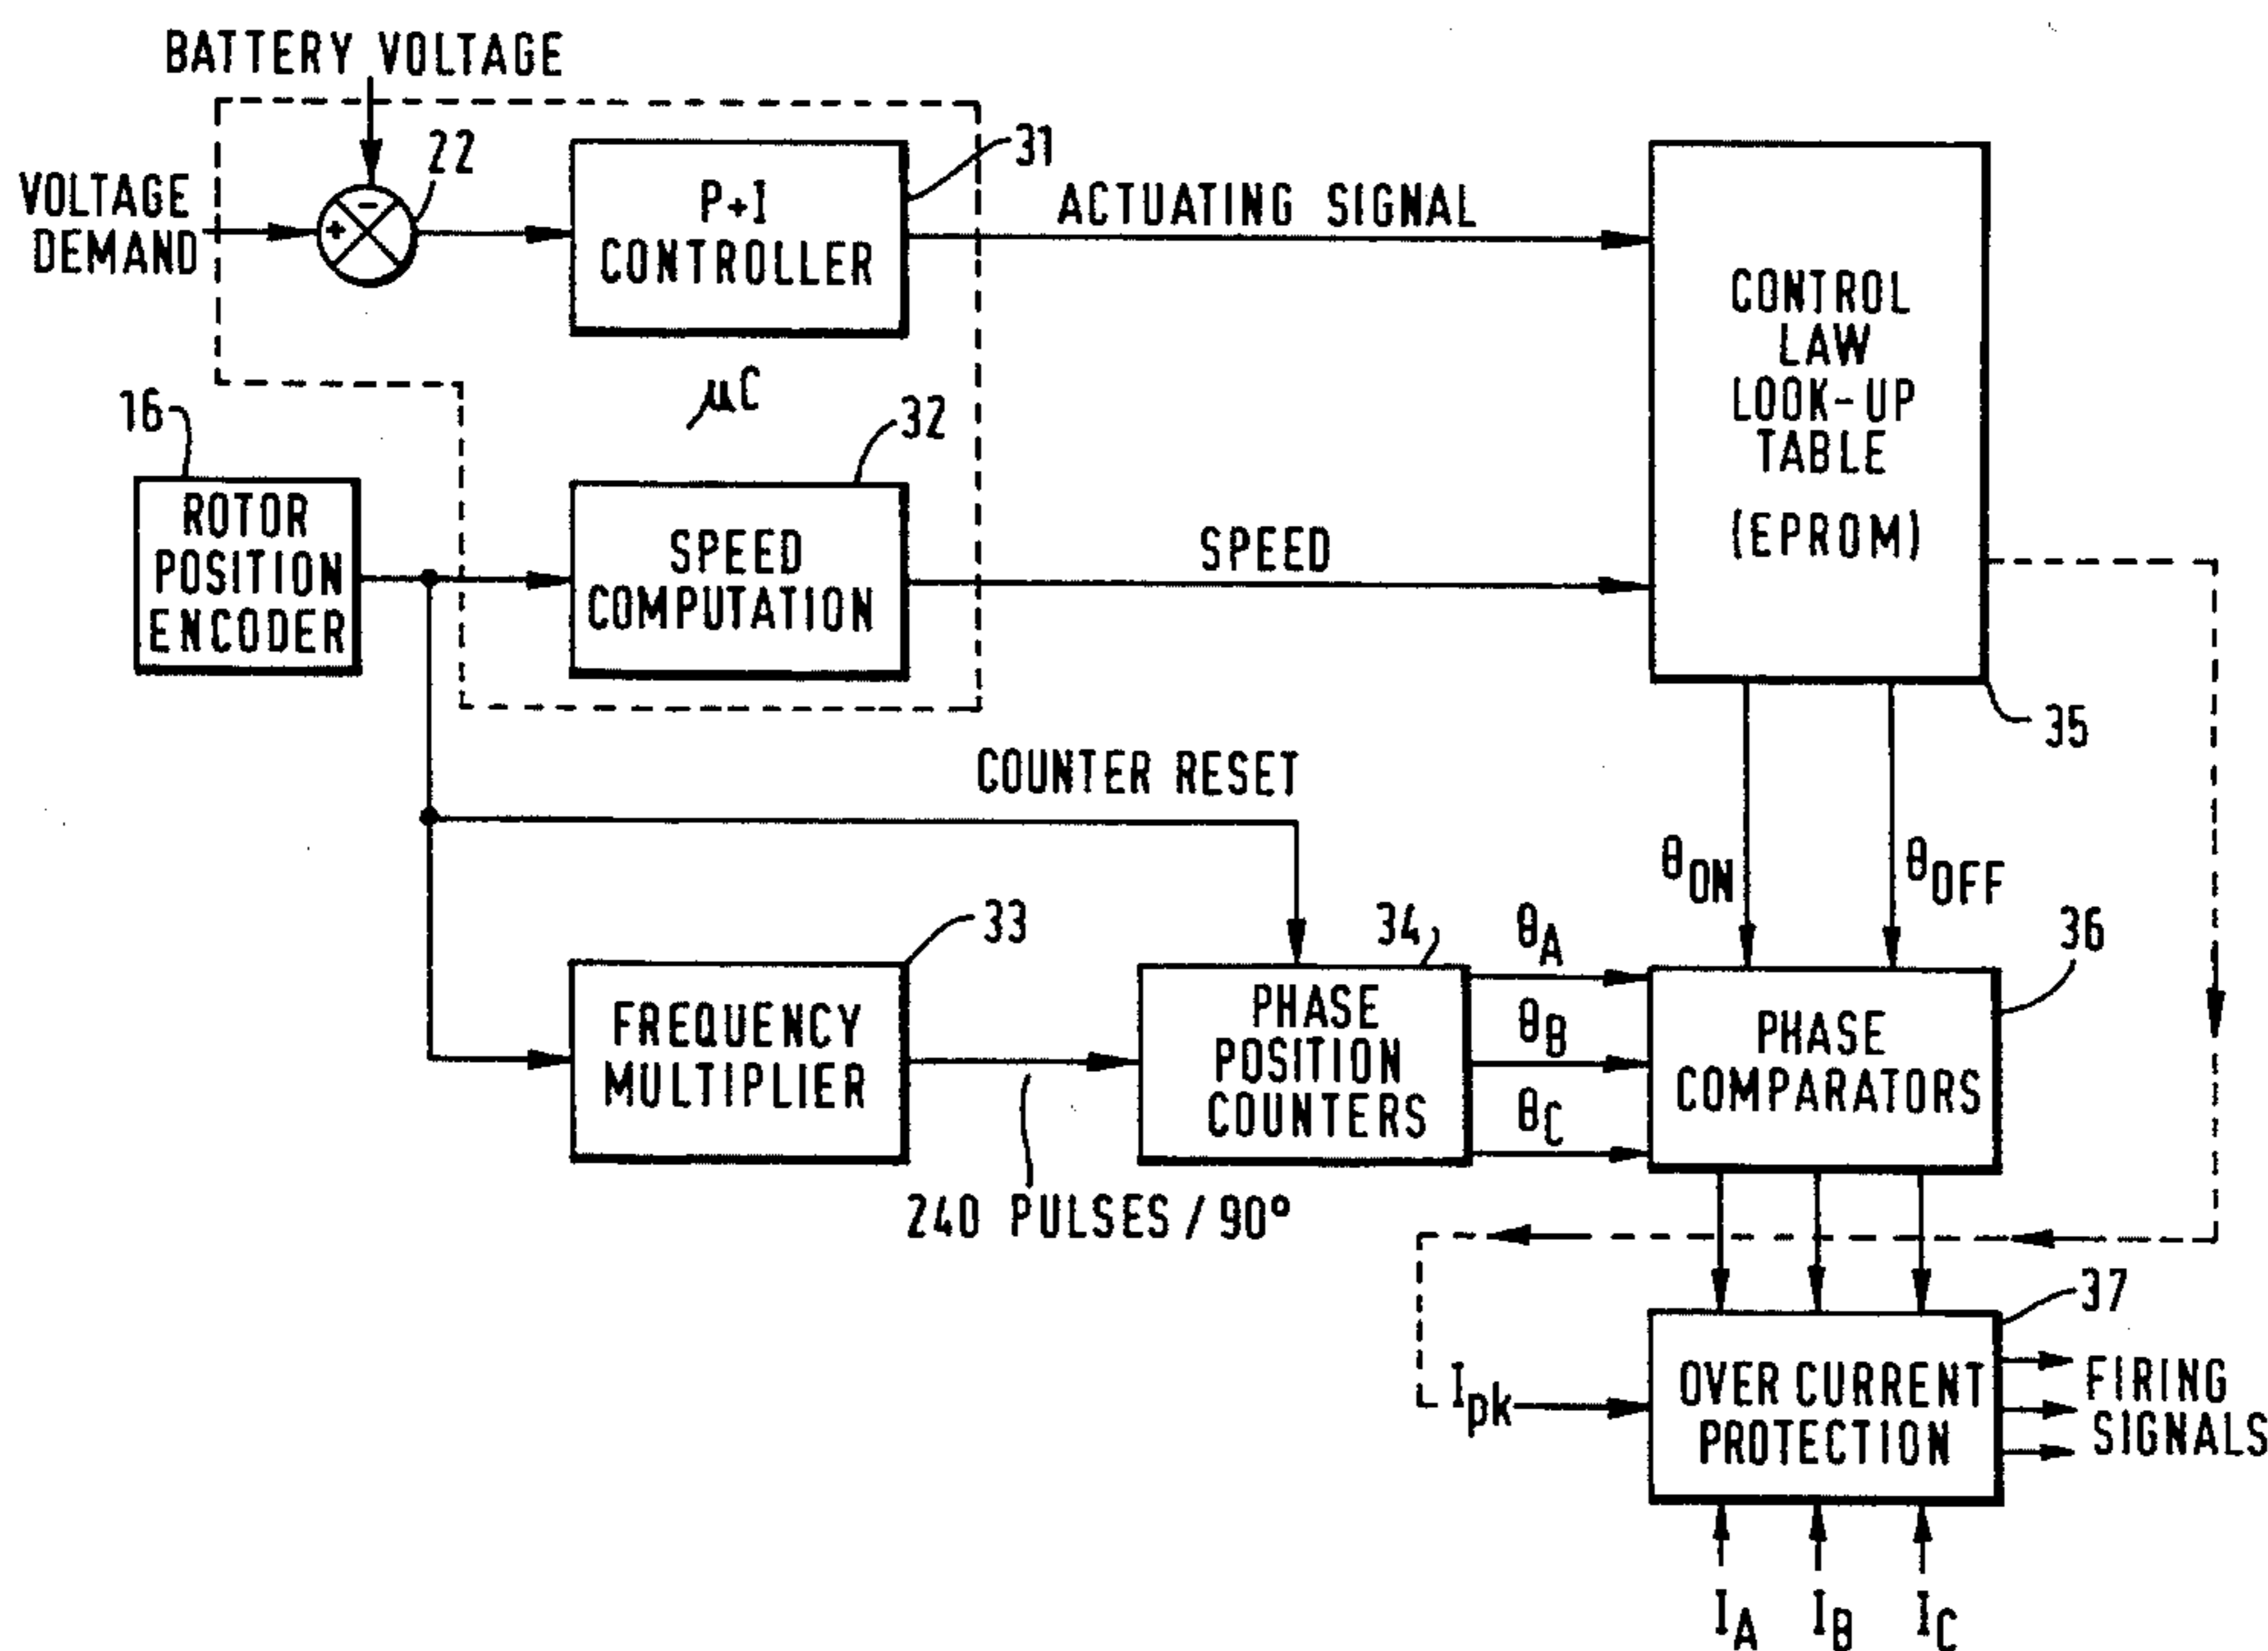 BATTERY VOLTAGE
22
31
VOLTAGE
DEMAND
+
-
P+I
CONTROLLER
ACTUATING SIGNAL
CONTROL
LAW
LOOK-UP
TABLE
(EPROM)
μC
16
32
ROTOR
POSITION
ENCODER
SPEED
COMPUTATION
SPEED
35
COUNTER RESET
θON
θOFF
33
34
θA
36
FREQUENCY
MULTIPLIER
PHASE
POSITION
COUNTERS
θB
θC
PHASE
COMPARATORS
240 PULSES / 90°
37
Ipk
OVER CURRENT
PROTECTION
FIRING
SIGNALS
IA
IB
IC